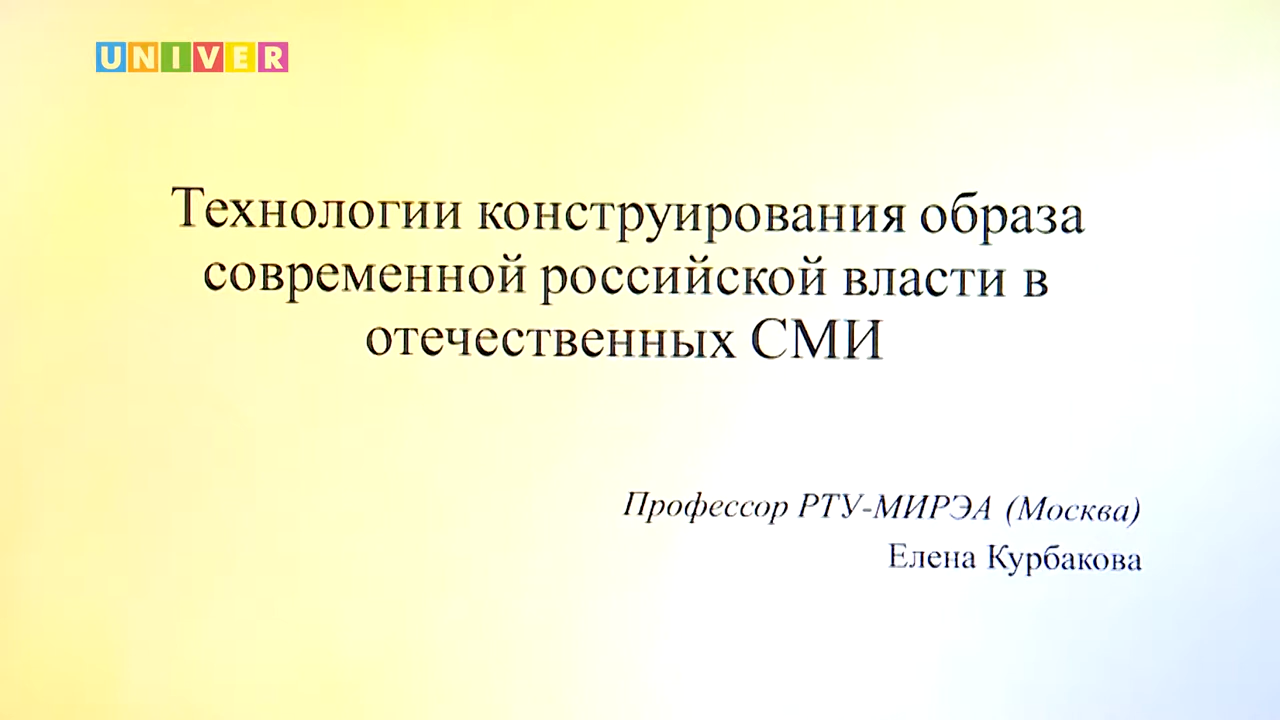 UNIVER
Технологии конструирования образа
современной российской власти в
отечественных СМИ
Профессор РТУ-МИРЭА (Москва)
Елена Курбакова